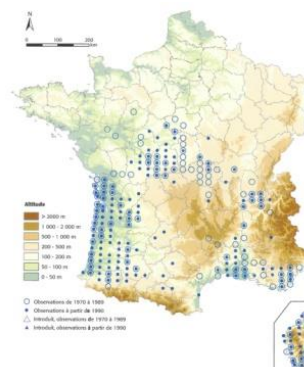 N
0 100 200
km
Altitude
> 2000 m
1 000 - 2 000 m
500 - 1 000 m
200 - 500 m
100 - 200 m
50 - 100 m
0 - 50 m
Observations de 1970 à 1989
Observations à partir de 1990
Introduit, observations de 1970 à 1989
Introduit, observations à partir de 1990